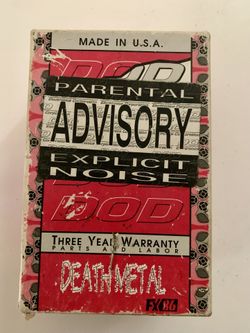 MADE IN U.S.A.
DOD
PARENTAL
ADVISORY
EXPLICIT
NOISE
DOD
THREE YEAR WARRANTY
PARTS AND LABOR
DEATH METAL
FX86